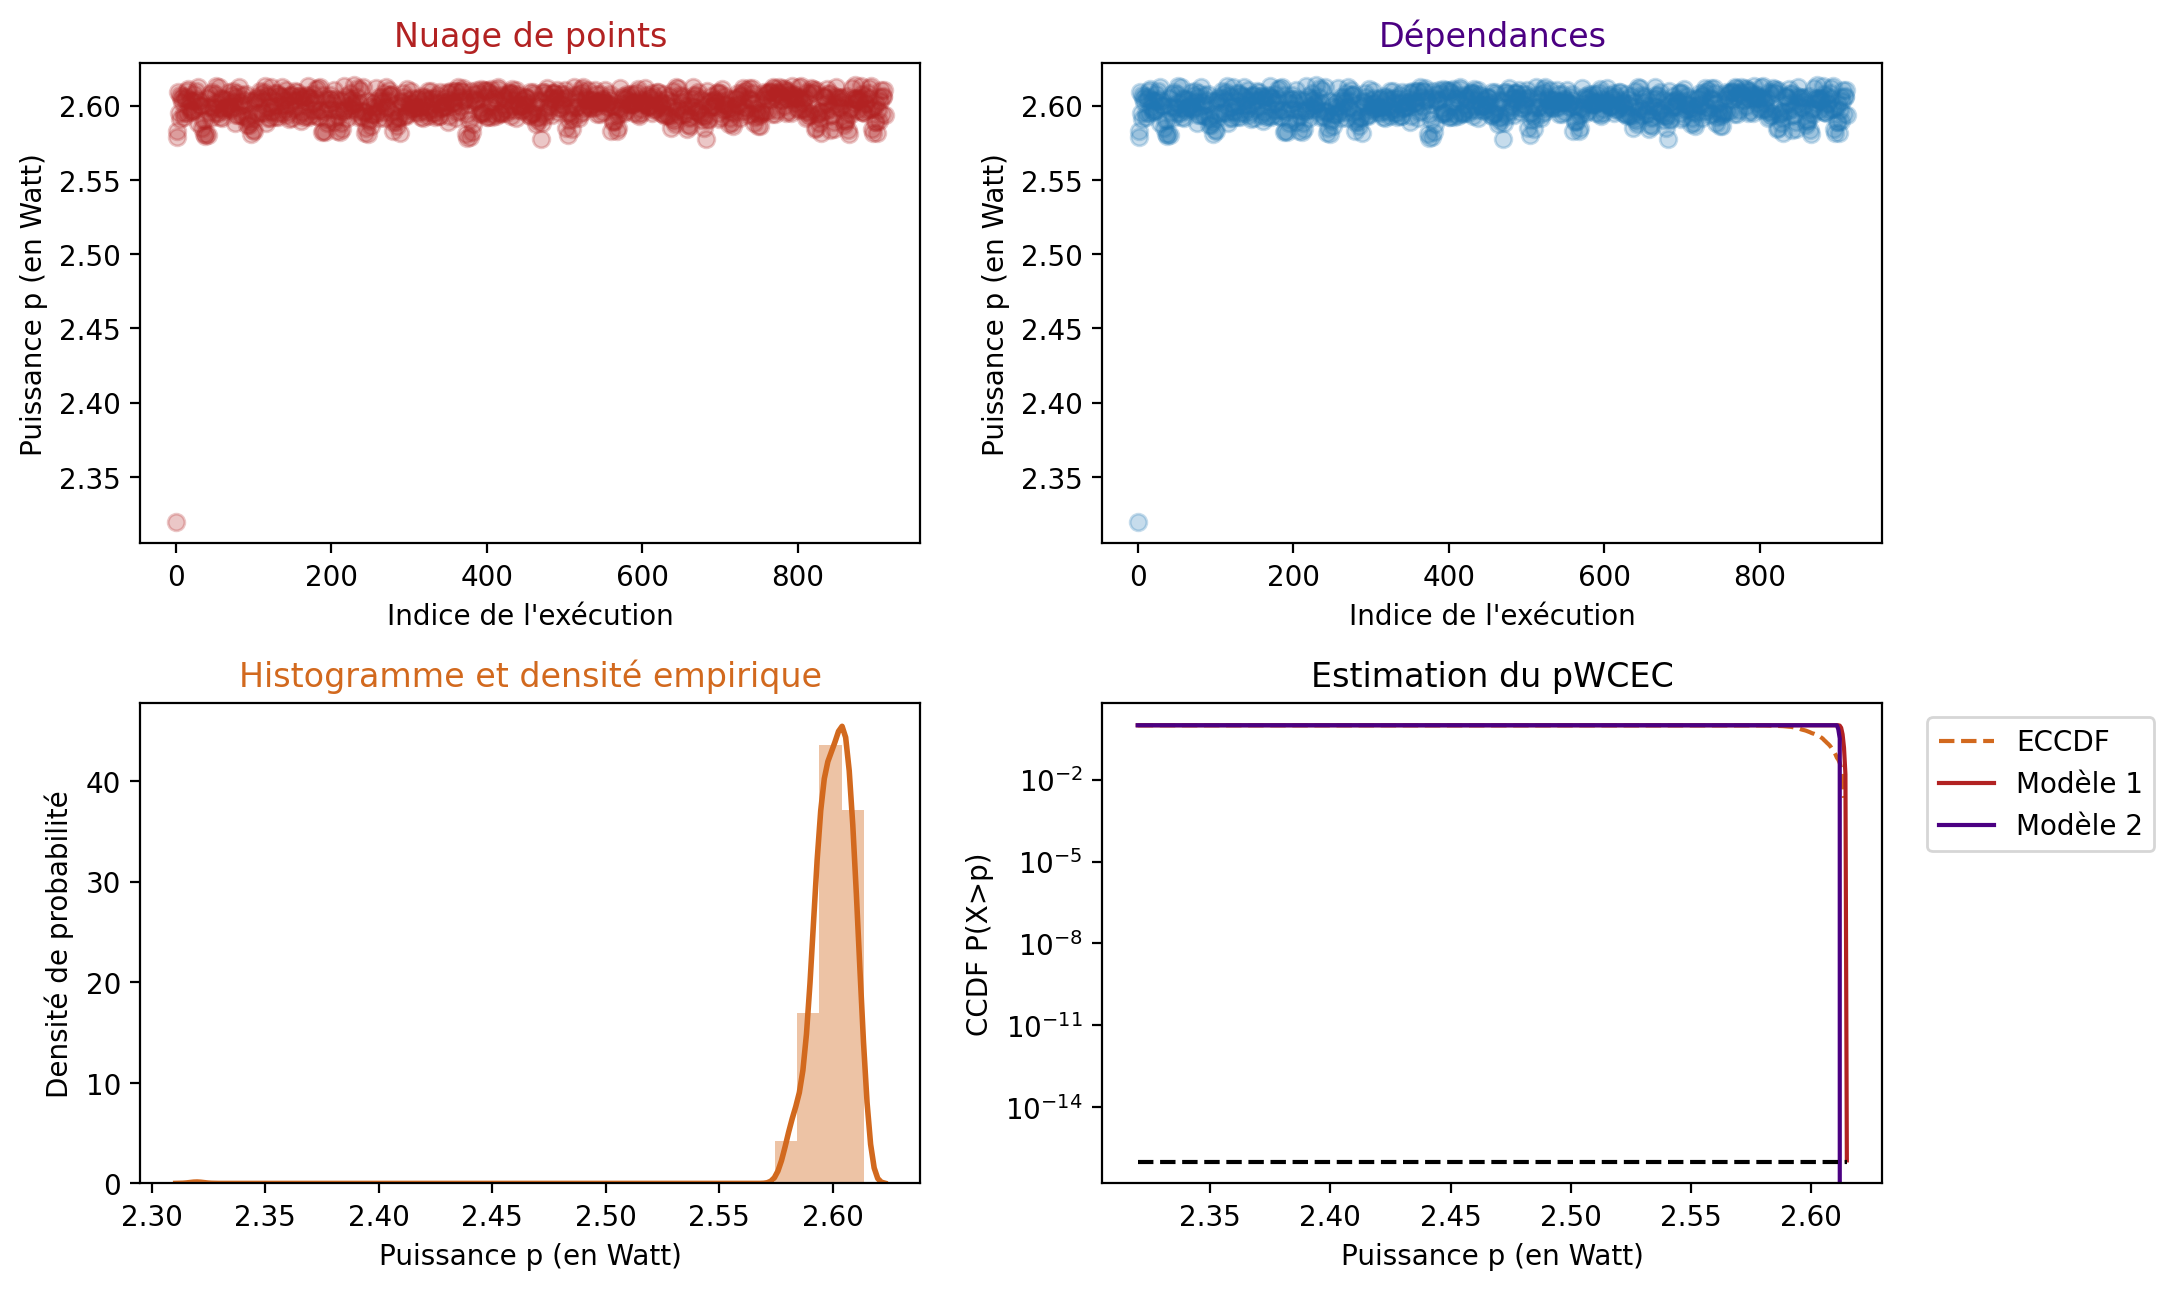 Nuage de points
Puissance p (en Watt)
2.60
2.55
2.50
2.45
2.40
2.35
0 200 400 600 800
Indice de l'exécution
Dépendances
Puissance p (en Watt)
2.60
2.55
2.50
2.45
2.40
2.35
0 200 400 600 800
Indice de l'exécution
Histogramme et densité empirique
Densité de probabilité
40
30
20
10
0
2.30 2.35 2.40 2.45 2.50 2.55 2.60
Puissance p (en Watt)
Estimation du pWCEC
CCDF P(X>p)
10⁻²
10⁻⁵
10⁻⁸
10⁻¹¹
10⁻¹⁴
2.35 2.40 2.45 2.50 2.55 2.60
Puissance p (en Watt)
ECCDF
Modèle 1
Modèle 2